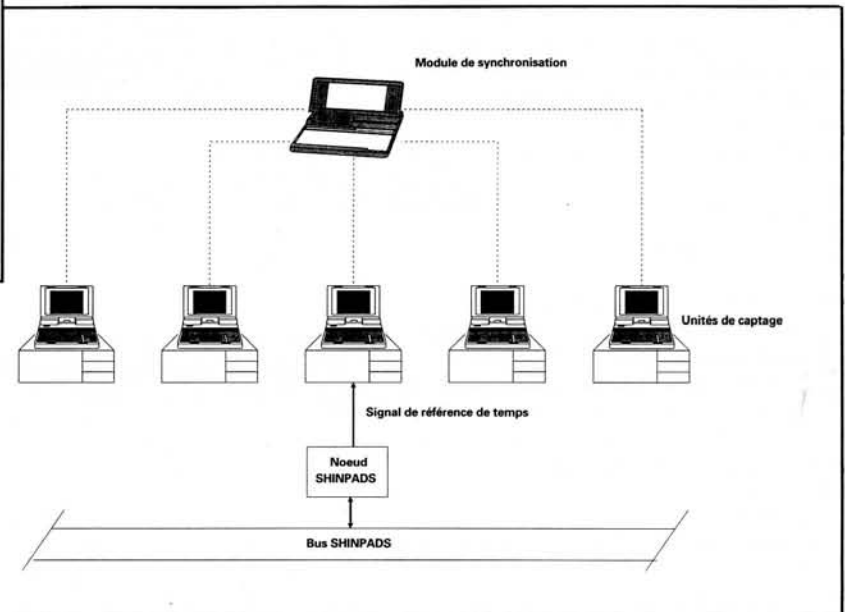 Module de synchronisation
Unités de captage
Signal de référence de temps
Noeud
SHINPADS
Bus SHINPADS